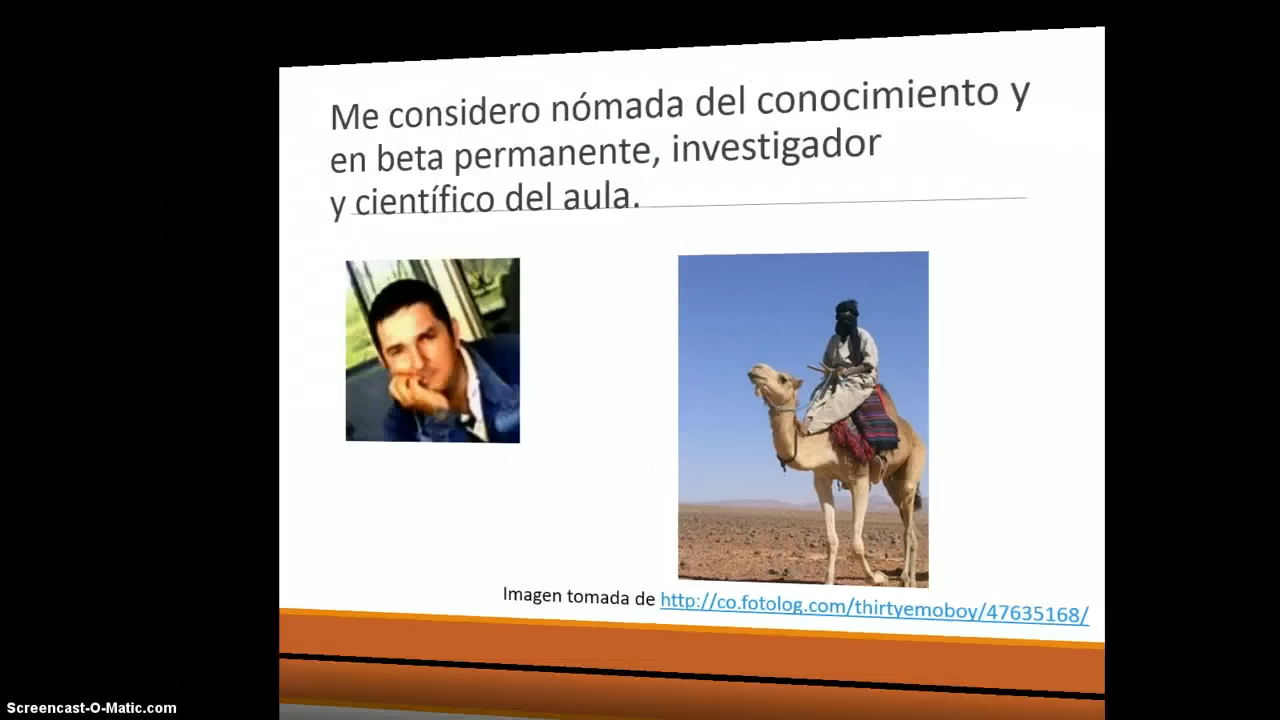 Me considero nómada del conocimiento y
en beta permanente, investigador
y científico del aula.
Imagen tomada de http://co.fotolog.com/thirtyemoboy/47635168/
Screencast-O-Matic.com